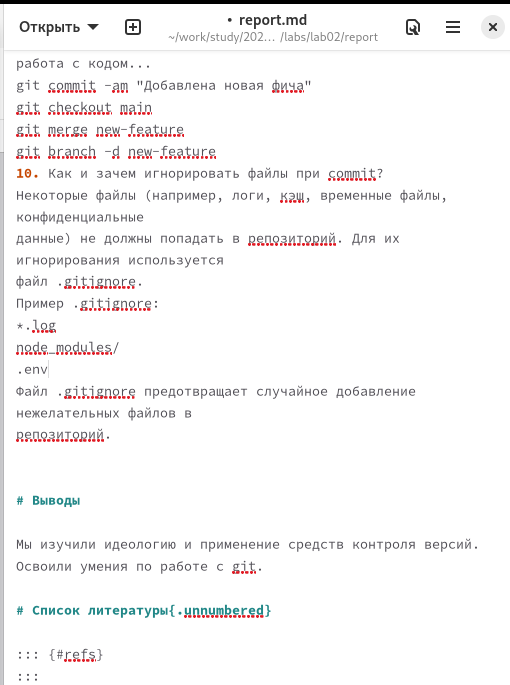 Открыть
• report.md
~/work/study/202… /labs/lab02/report
работа с кодом...
git commit -am "Добавлена новая фича"
git checkout main
git merge new-feature
git branch -d new-feature
10. Как и зачем игнорировать файлы при commit?
Некоторые файлы (например, логи, кэш, временные файлы,
конфиденциальные
данные) не должны попадать в репозиторий. Для их
игнорирования используется
файл .gitignore.
Пример .gitignore:
*.log
node_modules/
.env
Файл .gitignore предотвращает случайное добавление
нежелательных файлов в
репозиторий.
# Выводы
Мы изучили идеологию и применение средств контроля версий.
Освоили умения по работе с git.
# Список литературы{.unnumbered}
::: {#refs}
:::